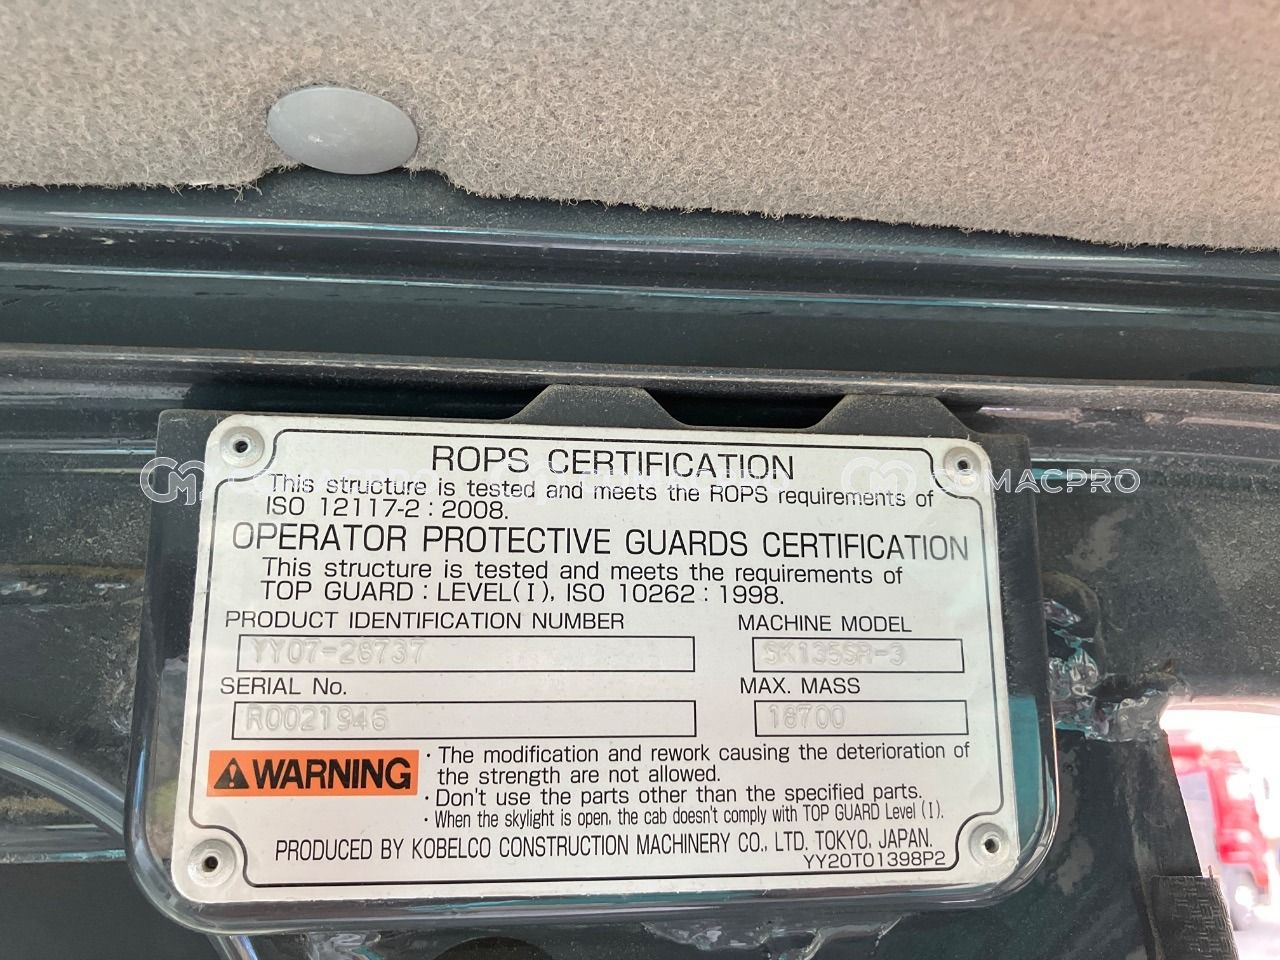 ROPS CERTIFICATION
This structure is tested and meets the ROPS requirements of
ISO 12117-2 : 2008.
OPERATOR PROTECTIVE GUARDS CERTIFICATION
This structure is tested and meets the requirements of
TOP GUARD : LEVEL(I), ISO 10262 : 1998.
PRODUCT IDENTIFICATION NUMBER
MACHINE MODEL
YY07-28737
SK135SR-3
SERIAL No.
MAX. MASS
R0021946
18700
WARNING
· The modification and rework causing the deterioration of
the strength are not allowed.
· Don't use the parts other than the specified parts.
· When the skylight is open, the cab doesn't comply with TOP GUARD Level (I).
PRODUCED BY KOBELCO CONSTRUCTION MACHINERY CO., LTD. TOKYO, JAPAN.
YY20T01398P2
COMACPRO
COMACPRO
COMACPRO